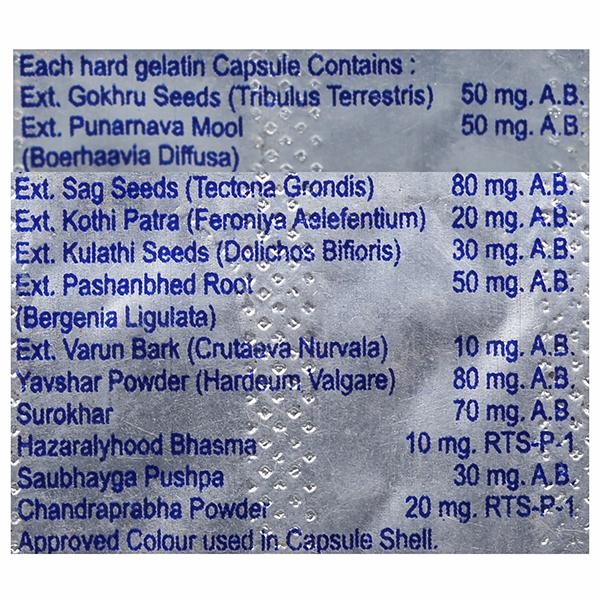 Each hard gelatin Capsule Contains :
Ext. Gokhru Seeds (Tribulus Terrestris) 50 mg. A.B.
Ext. Punarnava Mool 50 mg. A.B.
(Boerhaavia Diffusa)
Ext. Sag Seeds (Tectona Grondis) 80 mg. A.B.
Ext. Kothi Patra (Feroniya Aelefentium) 20 mg. A.B.
Ext. Kulathi Seeds (Dolichos Bifioris) 30 mg. A.B.
Ext. Pashanbhed Root 50 mg. A.B.
(Bergenia Ligulata)
Ext. Varun Bark (Crutaeva Nurvala) 10 mg. A.B.
Yavshar Powder (Hardeum Valgare) 80 mg. A.B.
Surokhar 70 mg. A.B.
Hazaralyhood Bhasma 10 mg. RTS-P-1
Saubhayga Pushpa 30 mg. A.B.
Chandraprabha Powder 20 mg. RTS-P-1
Approved Colour used in Capsule Shell.